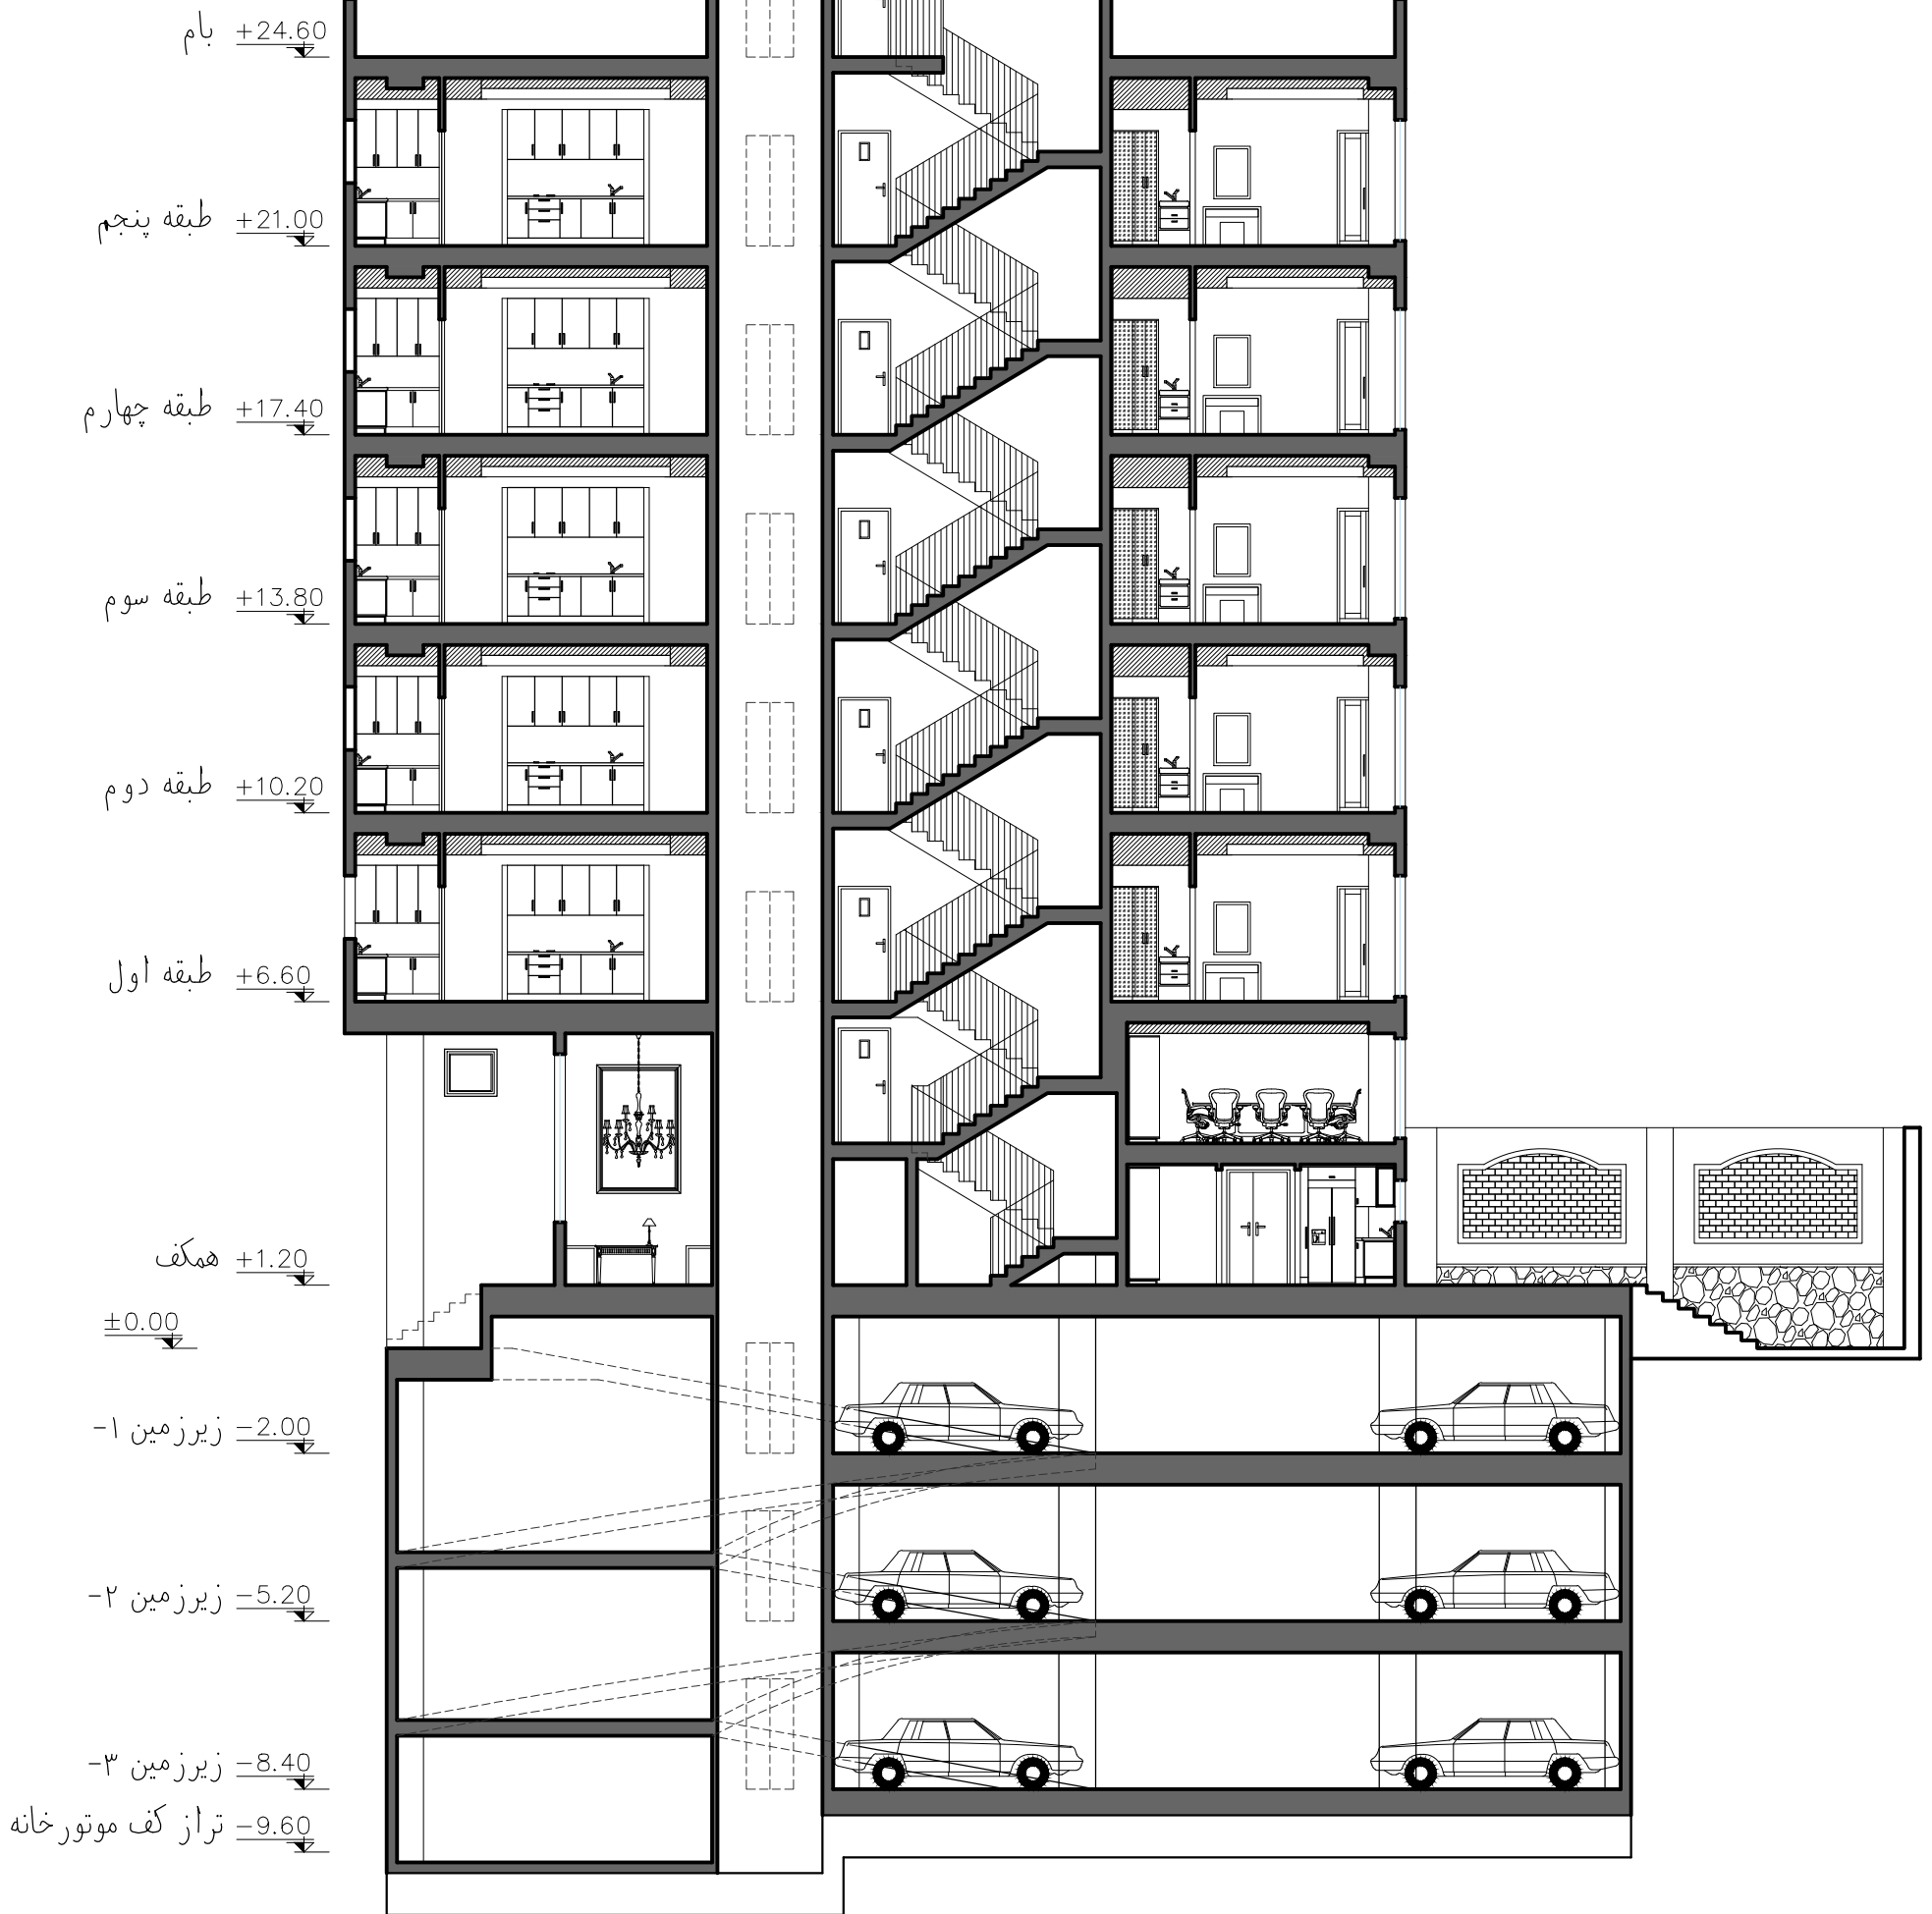 بام +24.60
طبقه پنجم +21.00
طبقه چهارم +17.40
طبقه سوم +13.80
طبقه دوم +10.20
طبقه اول +6.60
همکف +1.20
±0.00
زیرزمین ۱- −2.00
زیرزمین ۲- −5.20
زیرزمین ۳- −8.40
تراز کف موتورخانه −9.60